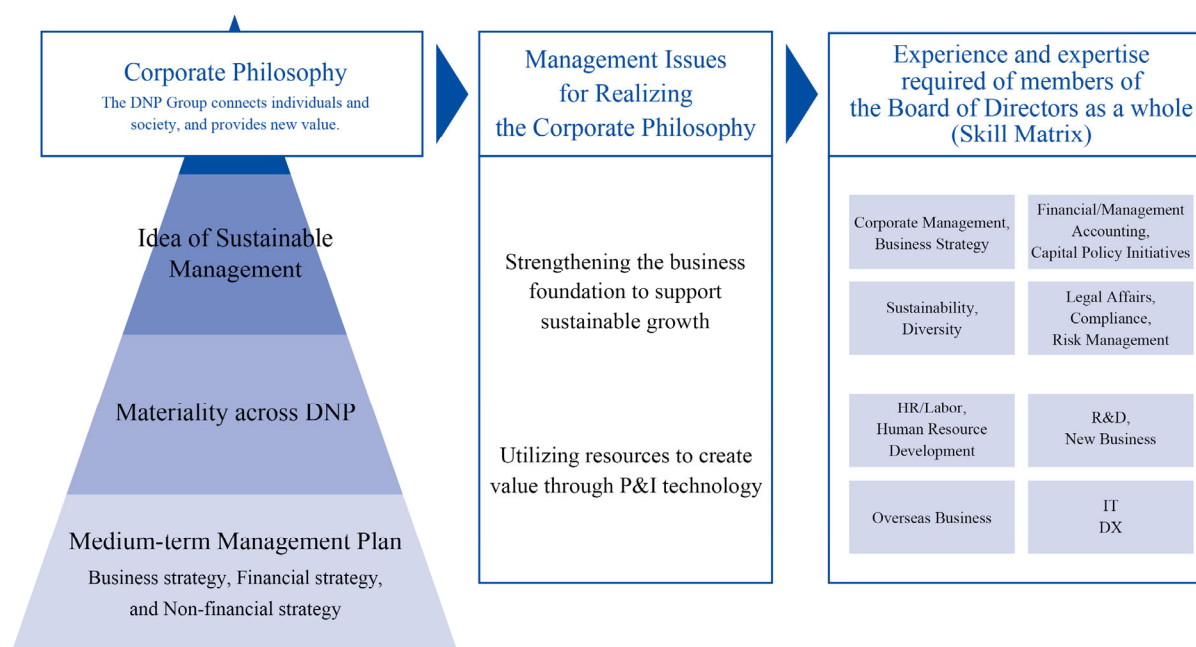 Corporate Philosophy
The DNP Group connects individuals and
society, and provides new value.
Idea of Sustainable
Management
Materiality across DNP
Medium-term Management Plan
Business strategy, Financial strategy,
and Non-financial strategy
Management Issues
for Realizing
the Corporate Philosophy
Strengthening the business
foundation to support
sustainable growth
Utilizing resources to create
value through P&I technology
Experience and expertise
required of members of
the Board of Directors as a whole
(Skill Matrix)
Corporate Management,
Business Strategy
Financial/Management
Accounting,
Capital Policy Initiatives
Sustainability,
Diversity
Legal Affairs,
Compliance,
Risk Management
HR/Labor,
Human Resource
Development
R&D,
New Business
Overseas Business
IT
DX